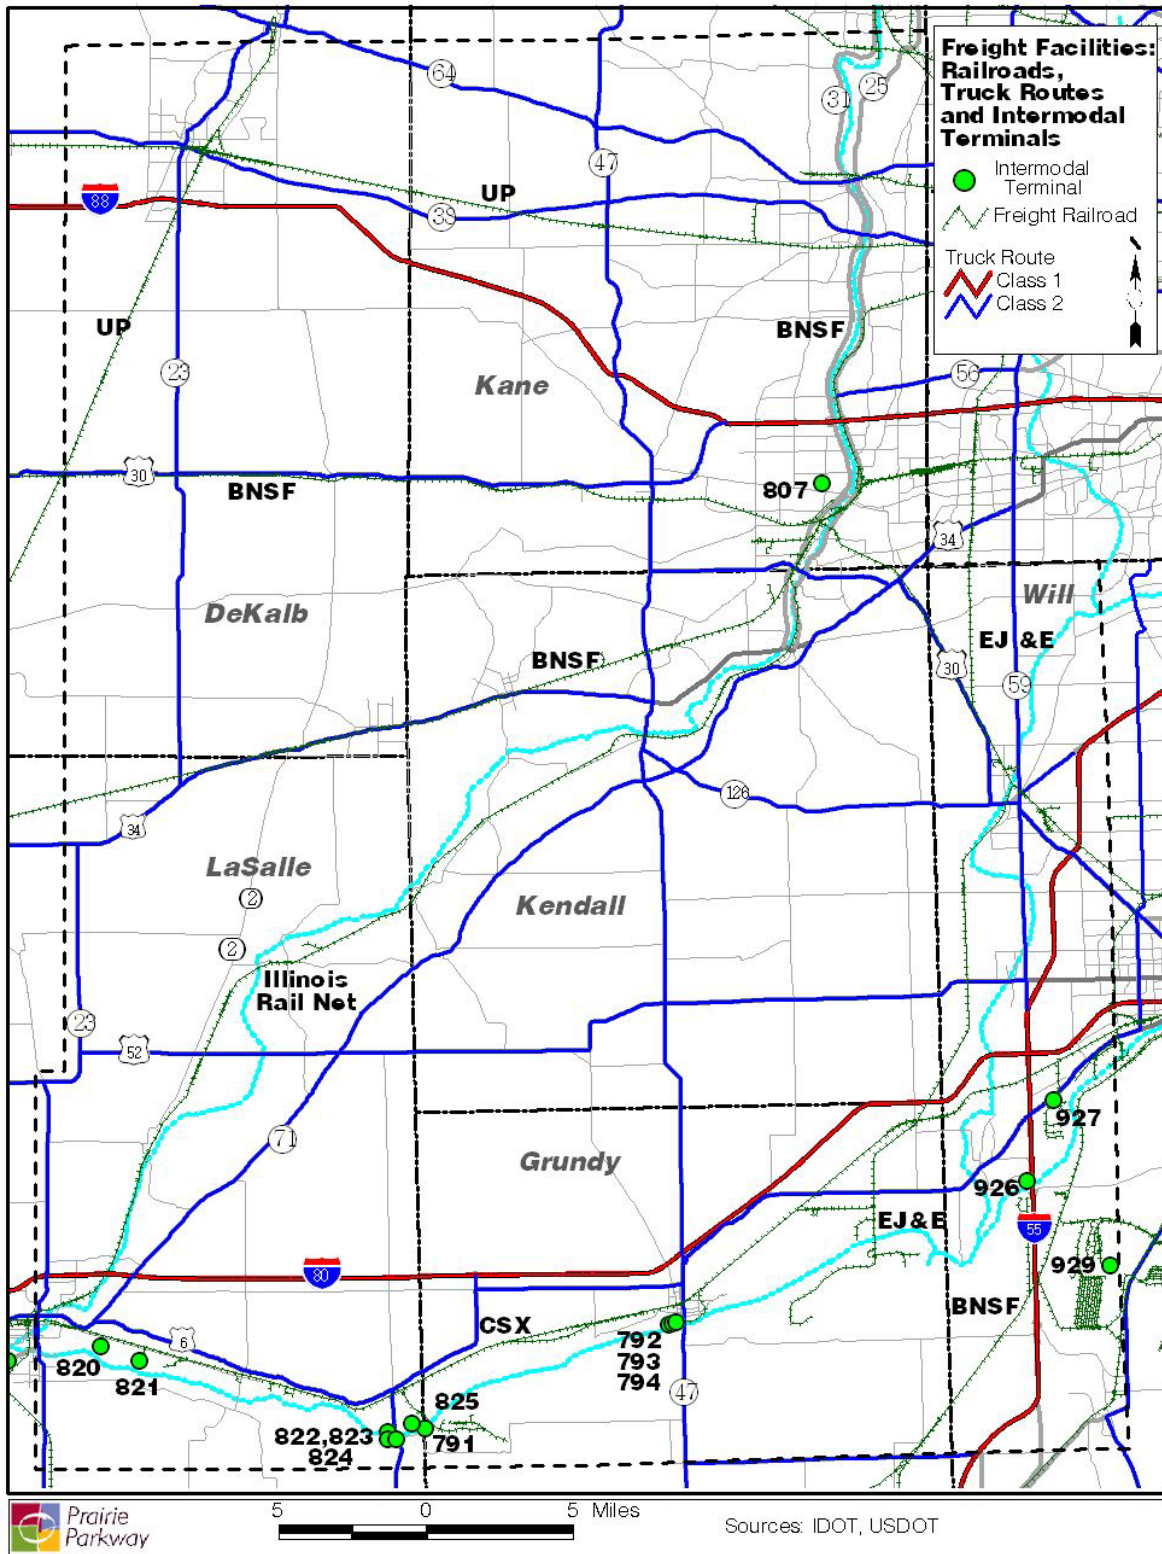 Freight Facilities:
Railroads,
Truck Routes
and Intermodal
Terminals
Intermodal
Terminal
Freight Railroad
Truck Route
Class 1
Class 2
64
31
25
47
88
UP
38
UP
BNSF
23
Kane
56
30
BNSF
807
34
DeKalb
Will
BNSF
EJ&E
30
59
126
34
LaSalle
2
Kendall
2
Illinois
Rail Net
23
52
927
71
Grundy
926
EJ&E
55
80
929
BNSF
CSX
6
792
793
794
820
821
47
825
822,823
791
824
Prairie
Parkway
5 0 5 Miles
Sources: IDOT, USDOT